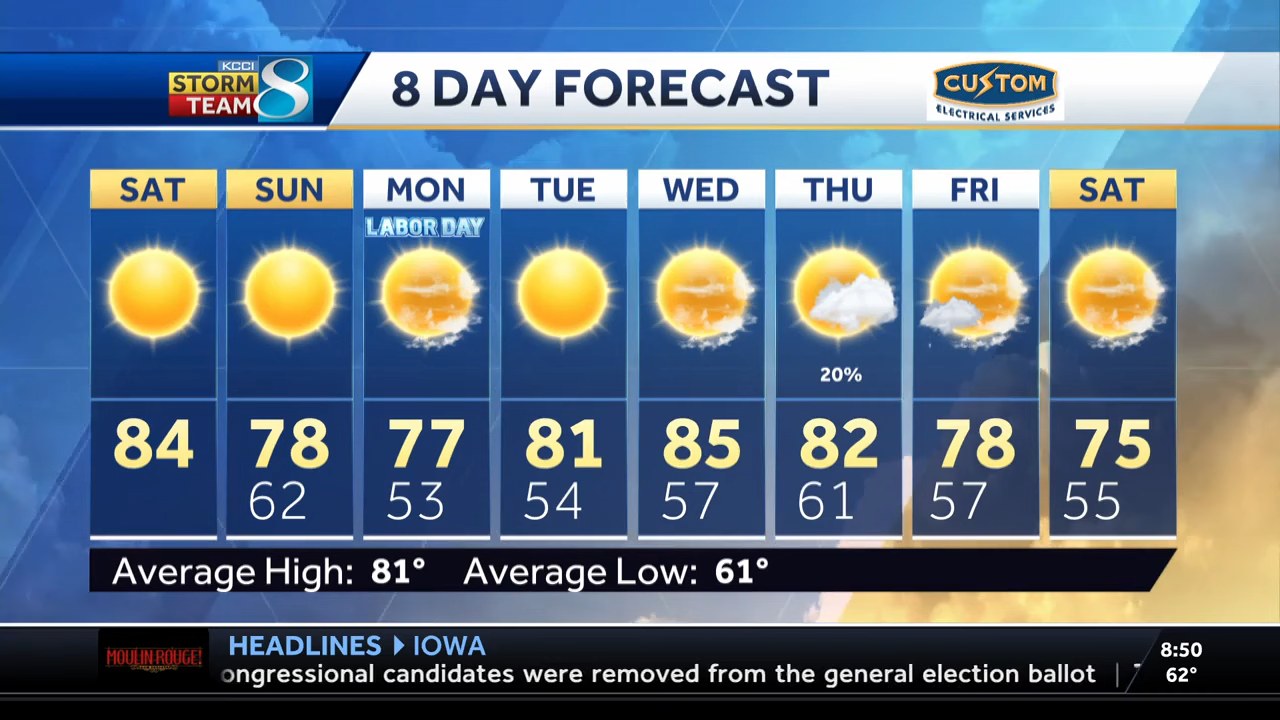 KCCI
STORM
TEAM 8
8 DAY FORECAST
CUSTOM
ELECTRICAL SERVICES
SAT SUN MON TUE WED THU FRI SAT
LABOR DAY
20%
84 78 77 81 85 82 78 75
62 53 54 57 61 57 55
Average High: 81° Average Low: 61°
MOULIN ROUGE!
HEADLINES IOWA
ongressional candidates were removed from the general election ballot |
8:50
62°